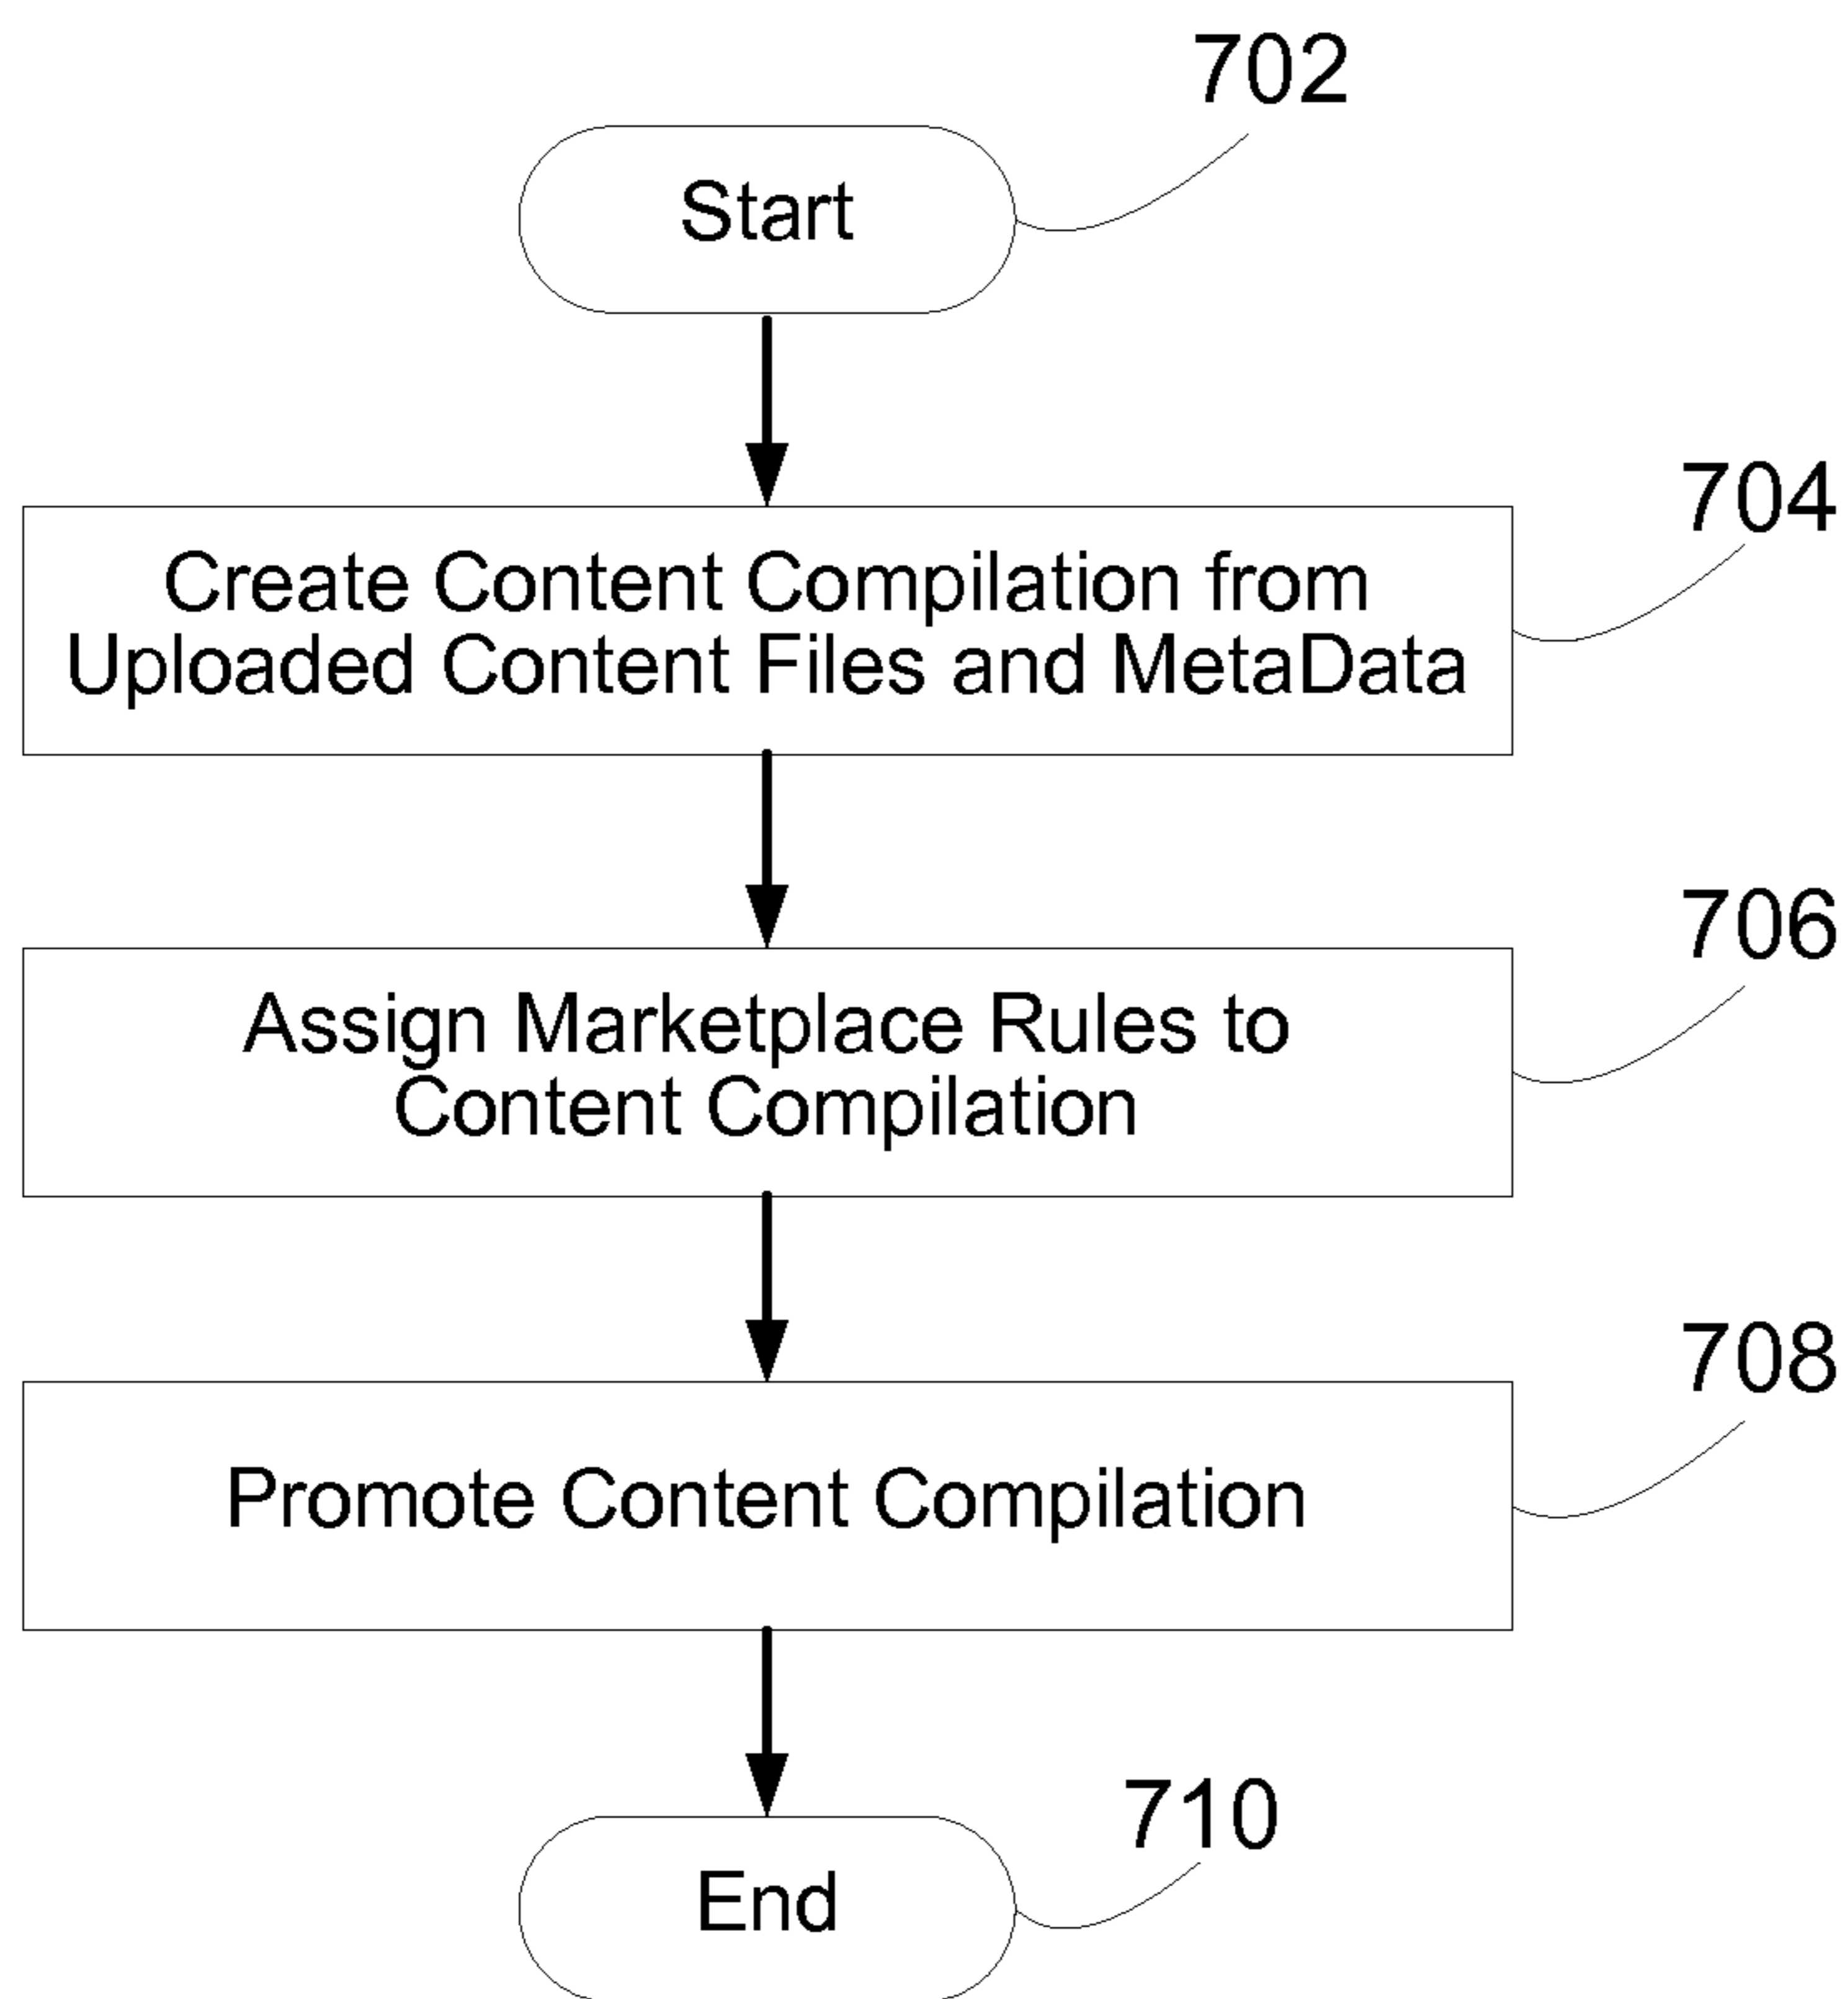 702
Start
704
Create Content Compilation from
Uploaded Content Files and MetaData
706
Assign Marketplace Rules to
Content Compilation
708
Promote Content Compilation
710
End